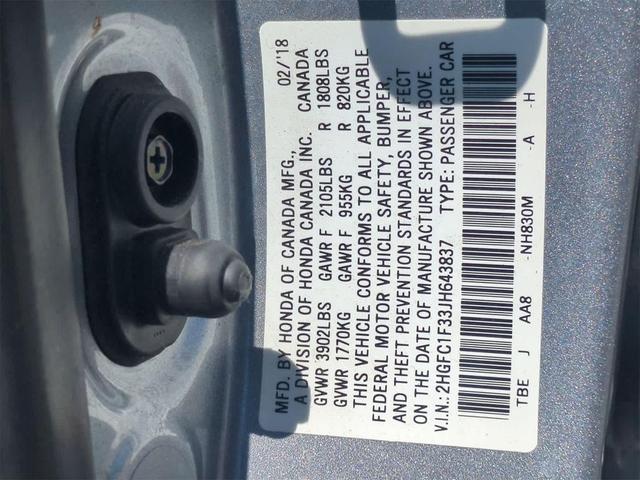 MFD. BY HONDA OF CANADA MFG., 02/'18
A DIVISION OF HONDA CANADA INC. CANADA
GVWR 3902LBS GAWR F 2105LBS R 1808LBS
GVWR 1770KG GAWR F 955KG R 820KG
THIS VEHICLE CONFORMS TO ALL APPLICABLE
FEDERAL MOTOR VEHICLE SAFETY, BUMPER,
AND THEFT PREVENTION STANDARDS IN EFFECT
ON THE DATE OF MANUFACTURE SHOWN ABOVE.
V.I.N.: 2HGFC1F33JH643837 TYPE: PASSENGER CAR
TBE J AA8 -NH830M -A -H